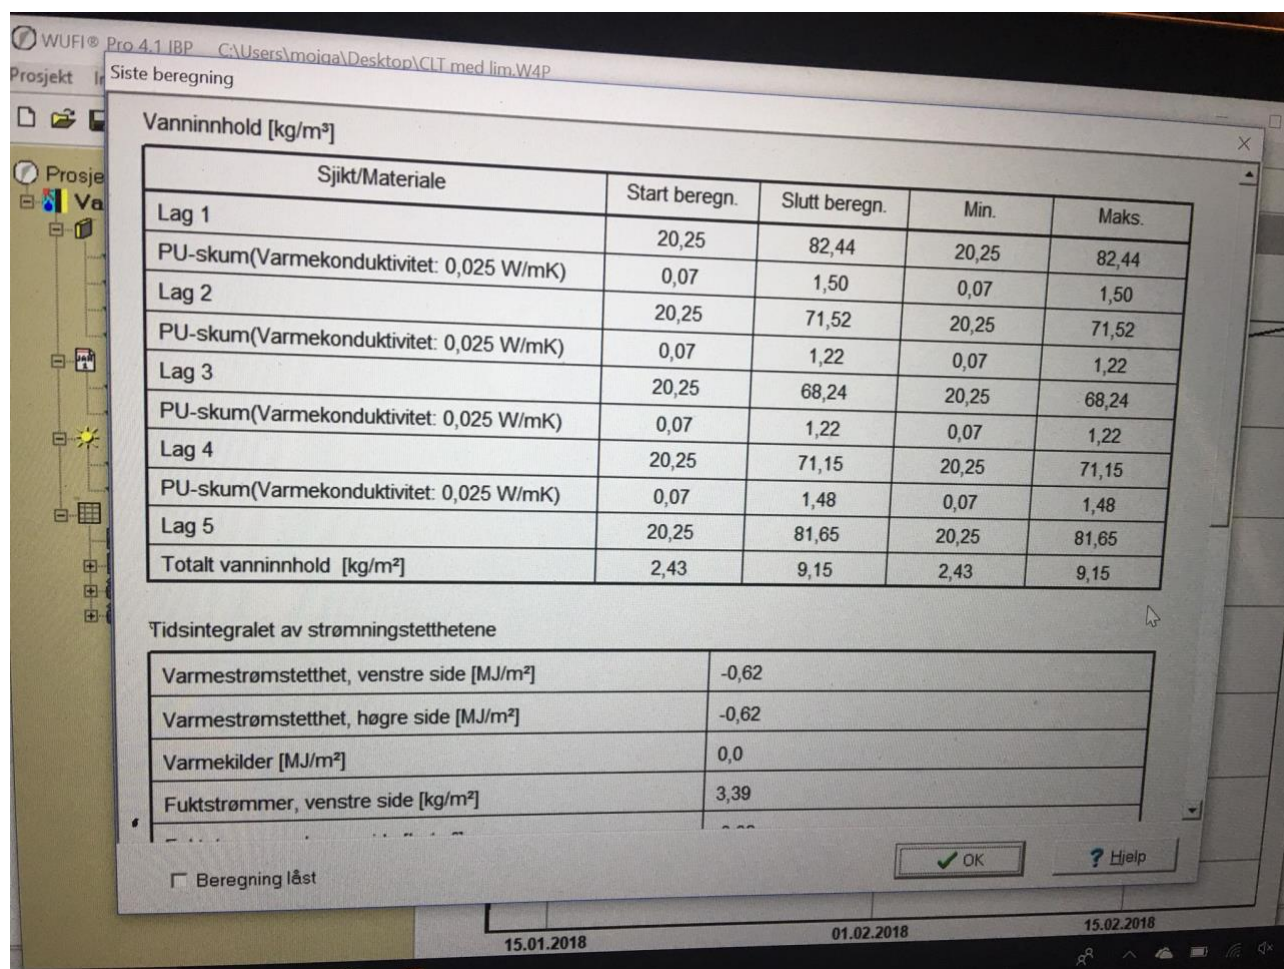 WUFI® Pro 4.1 IBP C:\Users\moiga\Desktop\CLT med lim.W4P
Prosjekt
Siste beregning
Prosje
Va
Vanninnhold [kg/m³]
Sjikt/Materiale Start beregn. Slutt beregn. Min. Maks.
Lag 1 20,25 82,44 20,25 82,44
PU-skum(Varmekonduktivitet: 0,025 W/mK) 0,07 1,50 0,07 1,50
Lag 2 20,25 71,52 20,25 71,52
PU-skum(Varmekonduktivitet: 0,025 W/mK) 0,07 1,22 0,07 1,22
Lag 3 20,25 68,24 20,25 68,24
PU-skum(Varmekonduktivitet: 0,025 W/mK) 0,07 1,22 0,07 1,22
Lag 4 20,25 71,15 20,25 71,15
PU-skum(Varmekonduktivitet: 0,025 W/mK) 0,07 1,48 0,07 1,48
Lag 5 20,25 81,65 20,25 81,65
Totalt vanninnhold [kg/m²] 2,43 9,15 2,43 9,15
Tidsintegralet av strømningstetthetene
Varmestrømstetthet, venstre side [MJ/m²] -0,62
Varmestrømstetthet, høgre side [MJ/m²] -0,62
Varmekilder [MJ/m²] 0,0
Fuktstrømmer, venstre side [kg/m²] 3,39
Beregning låst
OK
? Hjelp
15.01.2018 01.02.2018 15.02.2018